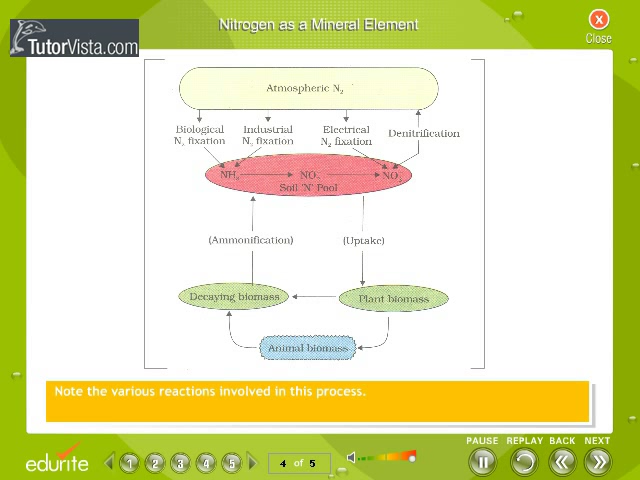 Nitrogen as a Mineral Element
x
Close
TutorVista.com
Atmospheric N2
Biological
N2 fixation
Industrial
N2 fixation
Electrical
N2 fixation
Denitrification
NH3
NO2-
NO3-
Soil 'N' Pool
(Ammonification)
(Uptake)
Decaying biomass
Plant biomass
Animal biomass
Note the various reactions involved in this process.
PAUSE REPLAY BACK NEXT
edurite
1 2 3 4 5
4 of 5